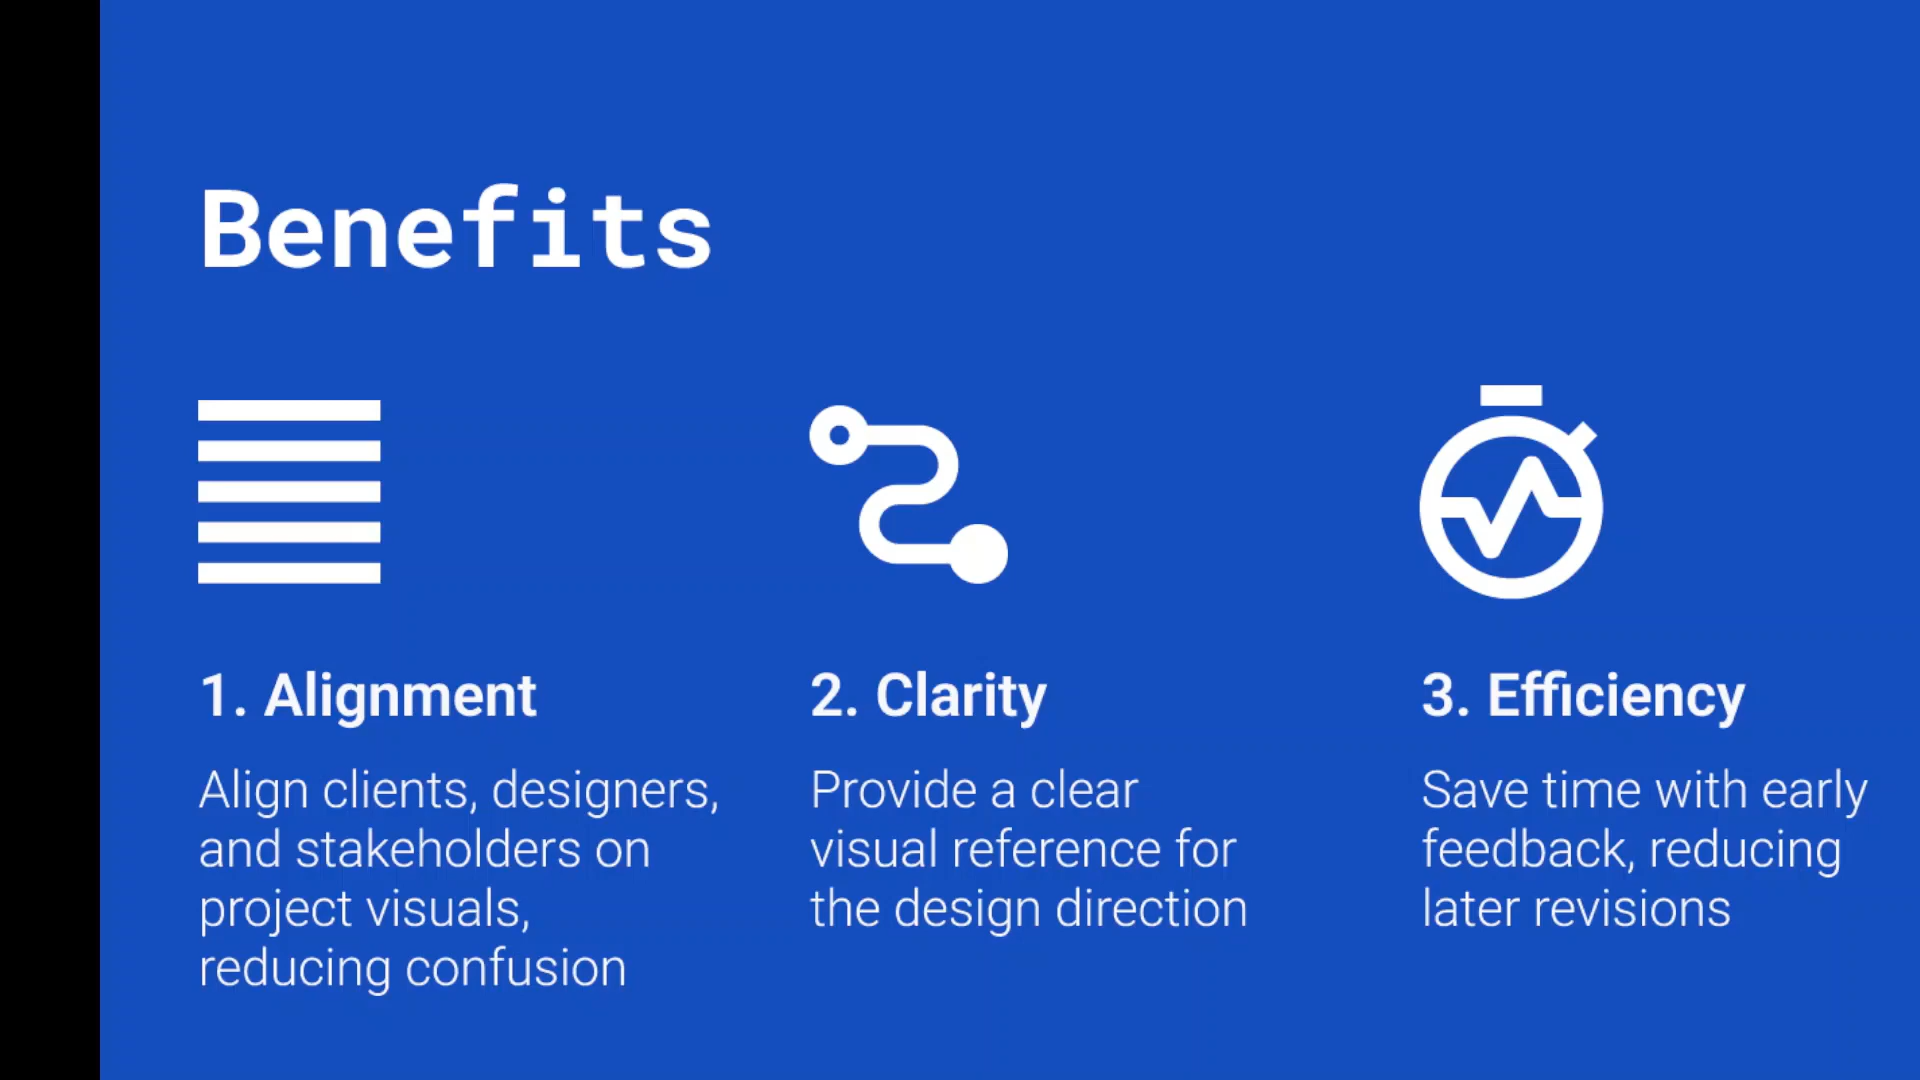 Benefits
1. Alignment
Align clients, designers,
and stakeholders on
project visuals,
reducing confusion
2. Clarity
Provide a clear
visual reference for
the design direction
3. Efficiency
Save time with early
feedback, reducing
later revisions